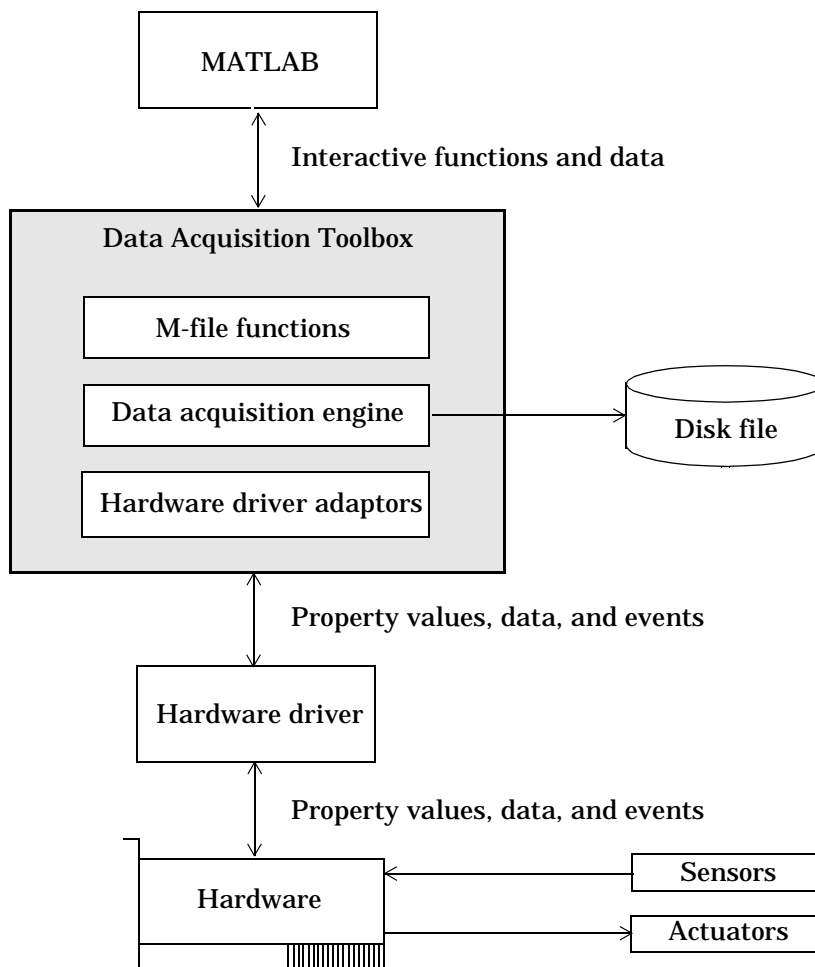 MATLAB
Interactive functions and data
Data Acquisition Toolbox
M-file functions
Data acquisition engine
Disk file
Hardware driver adaptors
Property values, data, and events
Hardware driver
Property values, data, and events
Sensors
Hardware
Actuators